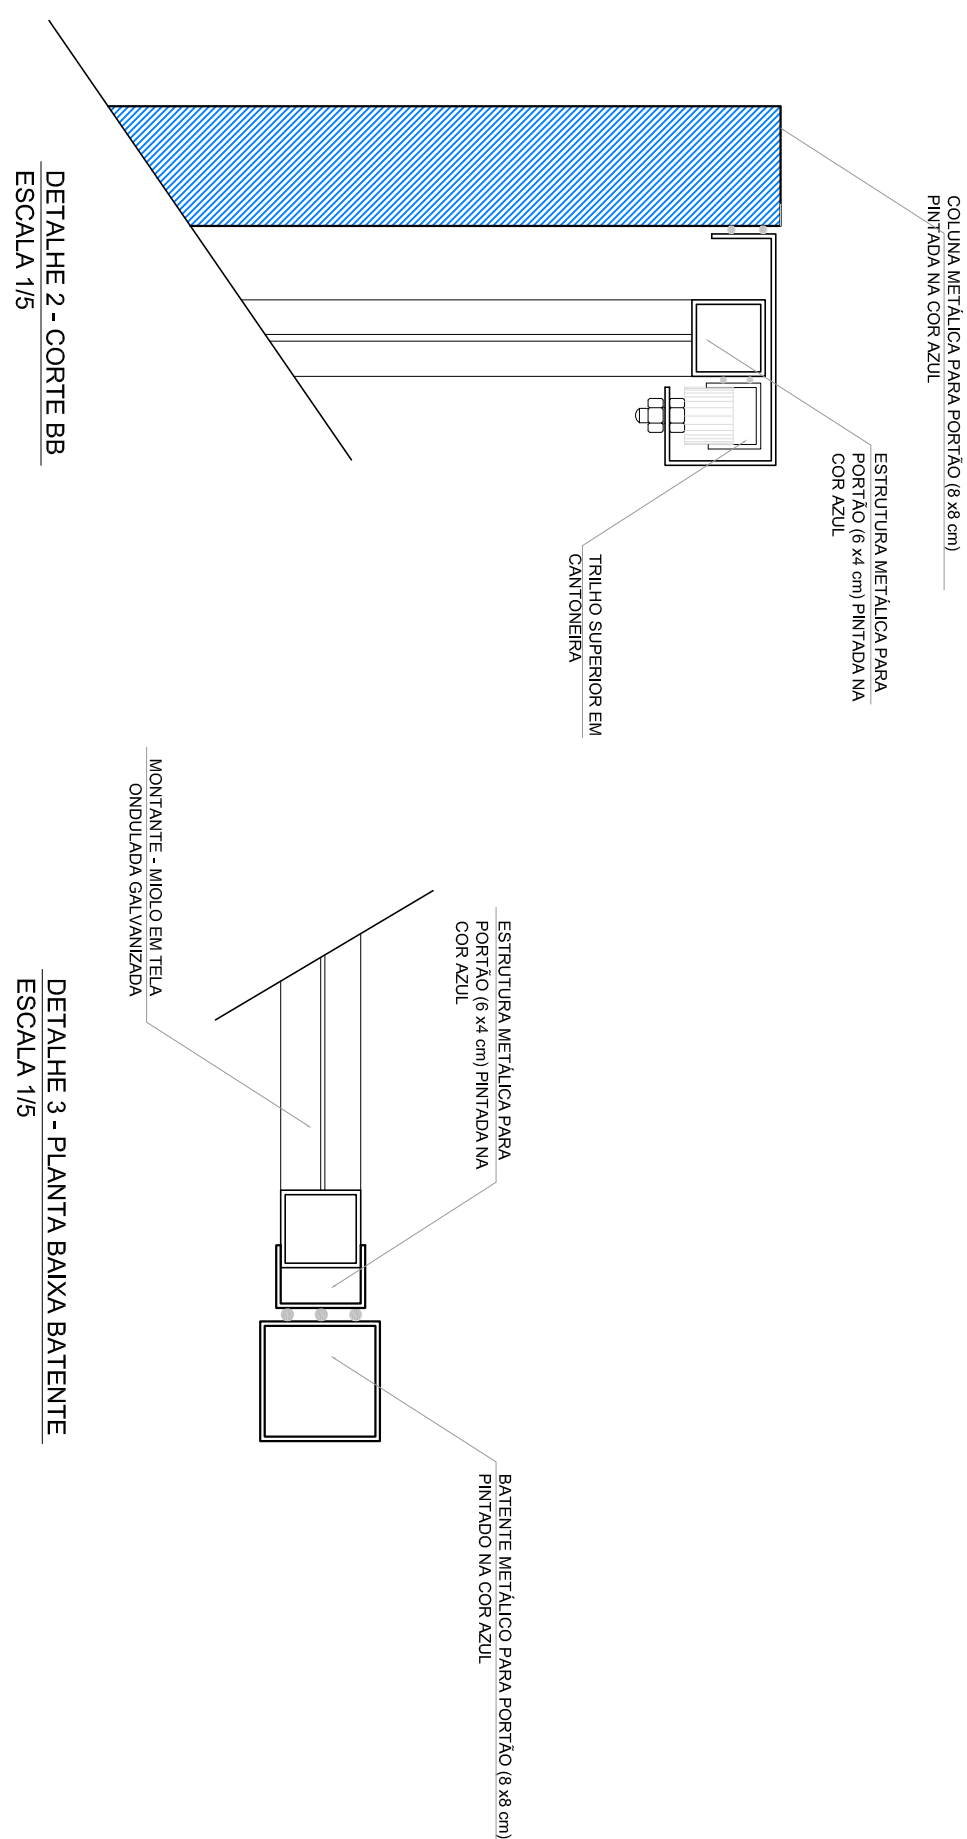 COLUNA METÁLICA PARA PORTÃO (8 x8 cm)
PINTADA NA COR AZUL
ESTRUTURA METÁLICA PARA
PORTÃO (6 x4 cm) PINTADA NA
COR AZUL
TRILHO SUPERIOR EM
CANTONEIRA
DETALHE 2 - CORTE BB
ESCALA 1/5
BATENTE METÁLICO PARA PORTÃO (8 x8 cm)
PINTADO NA COR AZUL
ESTRUTURA METÁLICA PARA
PORTÃO (6 x4 cm) PINTADA NA
COR AZUL
MONTANTE - MIOLO EM TELA
ONDULADA GALVANIZADA
DETALHE 3 - PLANTA BAIXA BATENTE
ESCALA 1/5